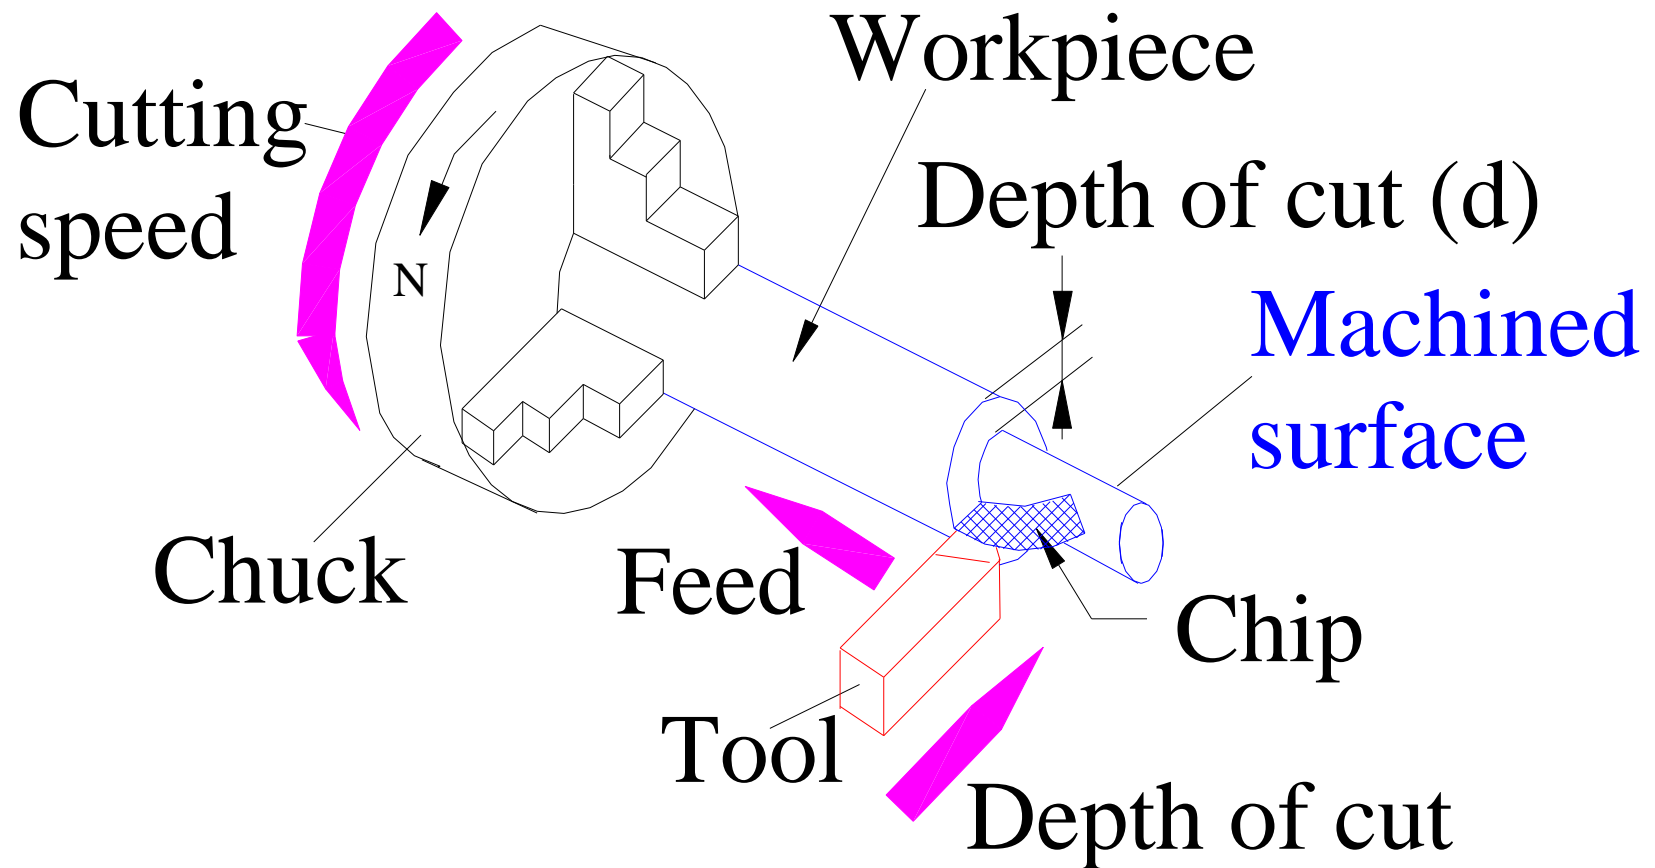 Workpiece
Cutting
speed
Depth of cut (d)
N
Machined
surface
Chuck
Feed
Chip
Tool
Depth of cut